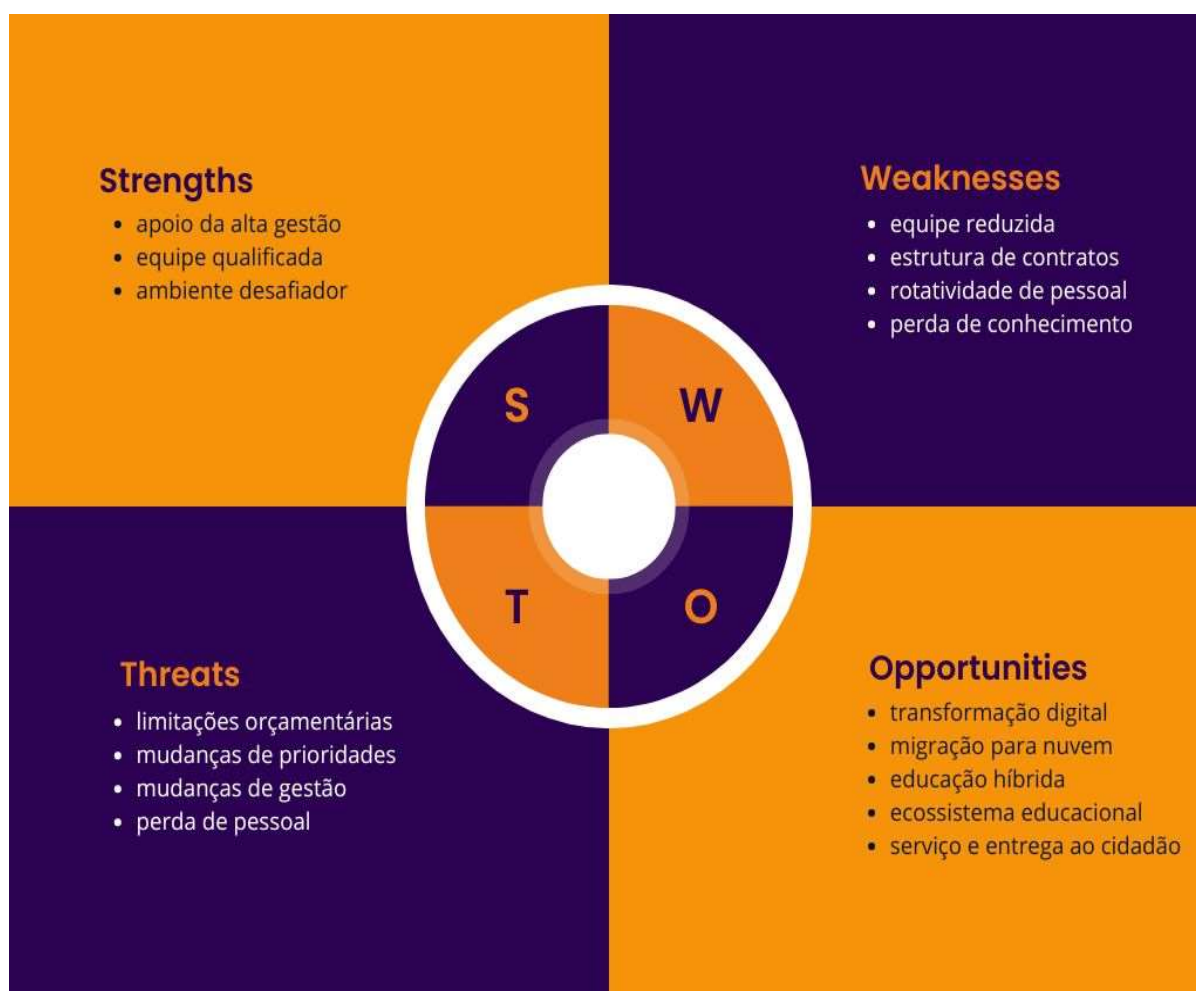 Strengths
• apoio da alta gestão
• equipe qualificada
• ambiente desafiador
Weaknesses
• equipe reduzida
• estrutura de contratos
• rotatividade de pessoal
• perda de conhecimento
S
W
T
O
Threats
• limitações orçamentárias
• mudanças de prioridades
• mudanças de gestão
• perda de pessoal
Opportunities
• transformação digital
• migração para nuvem
• educação híbrida
• ecossistema educacional
• serviço e entrega ao cidadão